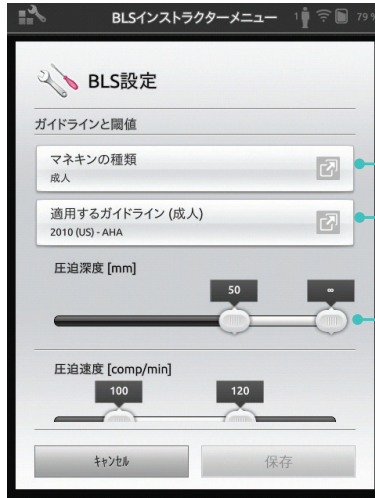 BLSインストラクターメニュー 1 79 %
BLS設定
ガイドラインと閾値
マネキンの種類
成人
適用するガイドライン (成人)
2010 (US) - AHA
圧迫深度 [mm]
50 ∞
圧迫速度 [comp/min]
100 120
ｷｬﾝｾﾙ 保存